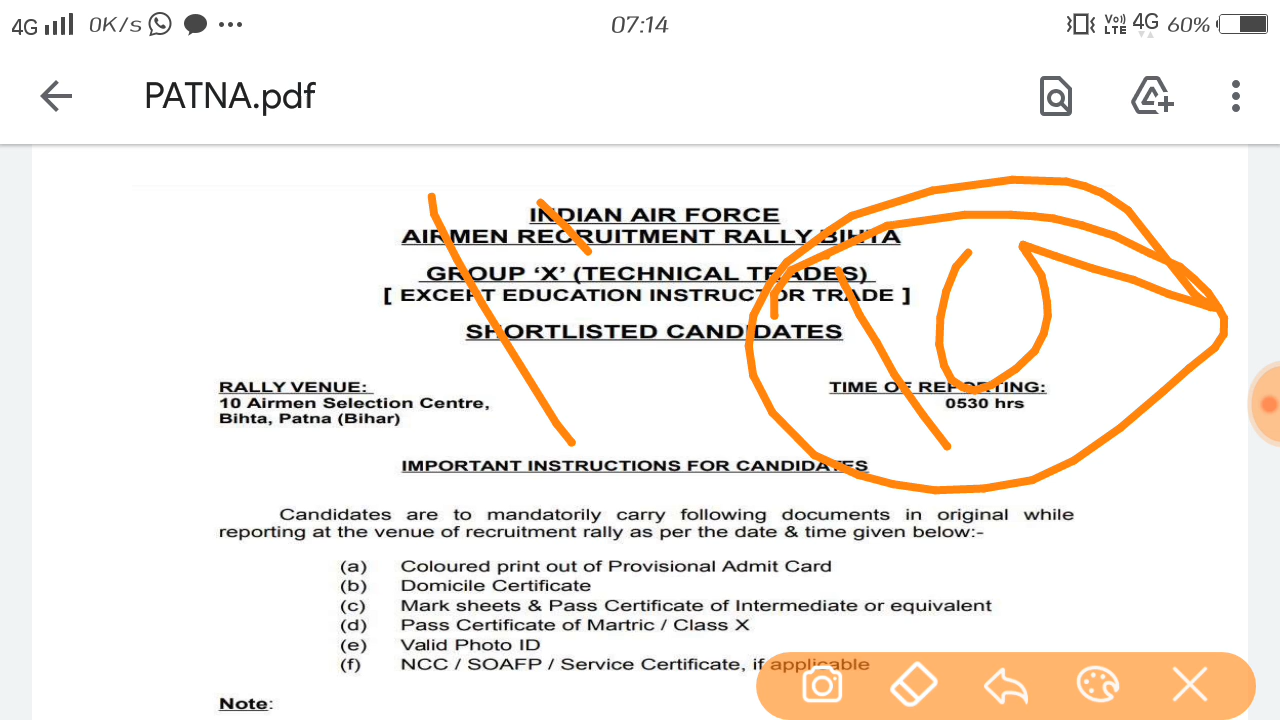 4G 0K/s 07:14 Vo)) LTE 4G 60%
PATNA.pdf
INDIAN AIR FORCE
AIRMEN RECRUITMENT RALLY BIHTA
GROUP ‘X’ (TECHNICAL TRADES)
[ EXCEPT EDUCATION INSTRUCTOR TRADE ]
SHORTLISTED CANDIDATES
RALLY VENUE:
10 Airmen Selection Centre,
Bihta, Patna (Bihar)
TIME OF REPORTING:
0530 hrs
IMPORTANT INSTRUCTIONS FOR CANDIDATES
Candidates are to mandatorily carry following documents in original while
reporting at the venue of recruitment rally as per the date & time given below:-
(a) Coloured print out of Provisional Admit Card
(b) Domicile Certificate
(c) Mark sheets & Pass Certificate of Intermediate or equivalent
(d) Pass Certificate of Martric / Class X
(e) Valid Photo ID
(f) NCC / SOAFP / Service Certificate, if applicable
Note: